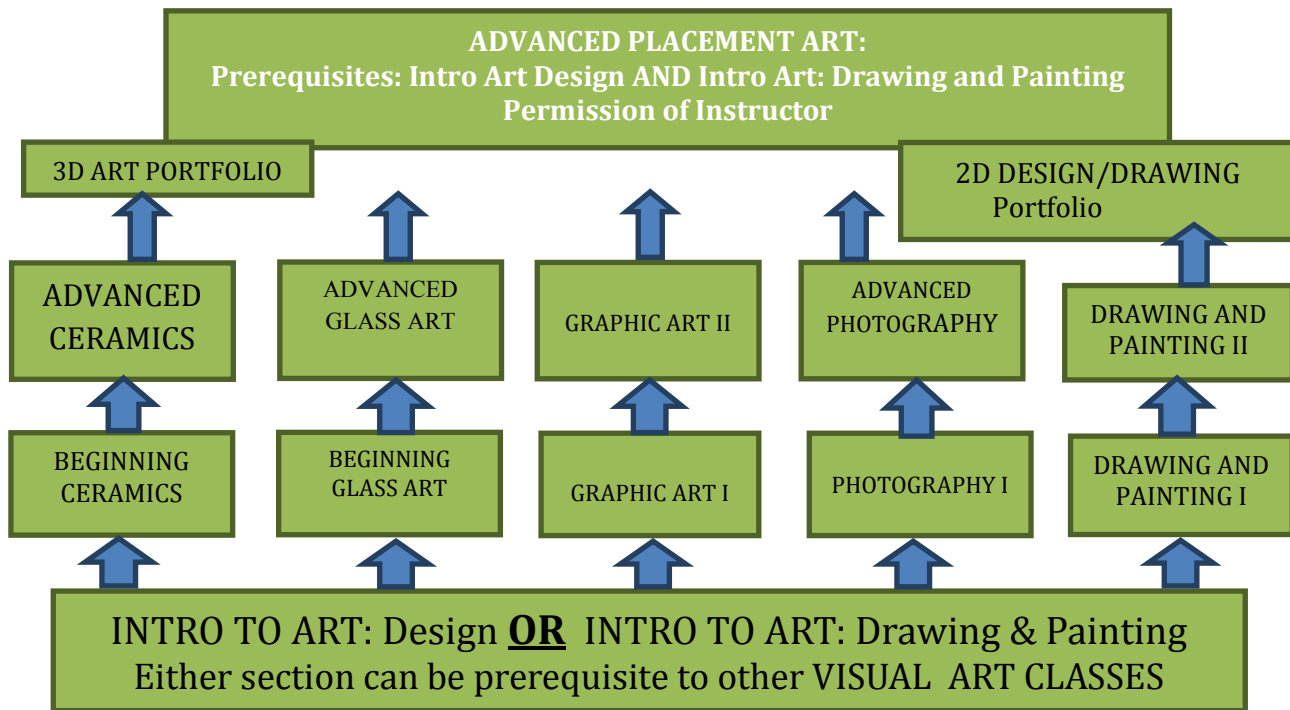 ADVANCED PLACEMENT ART:
Prerequisites: Intro Art Design AND Intro Art: Drawing and Painting
Permission of Instructor
3D ART PORTFOLIO
2D DESIGN/DRAWING
Portfolio
ADVANCED
CERAMICS
ADVANCED
GLASS ART
GRAPHIC ART II
ADVANCED
PHOTOGRAPHY
DRAWING AND
PAINTING II
BEGINNING
CERAMICS
BEGINNING
GLASS ART
GRAPHIC ART I
PHOTOGRAPHY I
DRAWING AND
PAINTING I
INTRO TO ART: Design OR INTRO TO ART: Drawing & Painting
Either section can be prerequisite to other VISUAL ART CLASSES